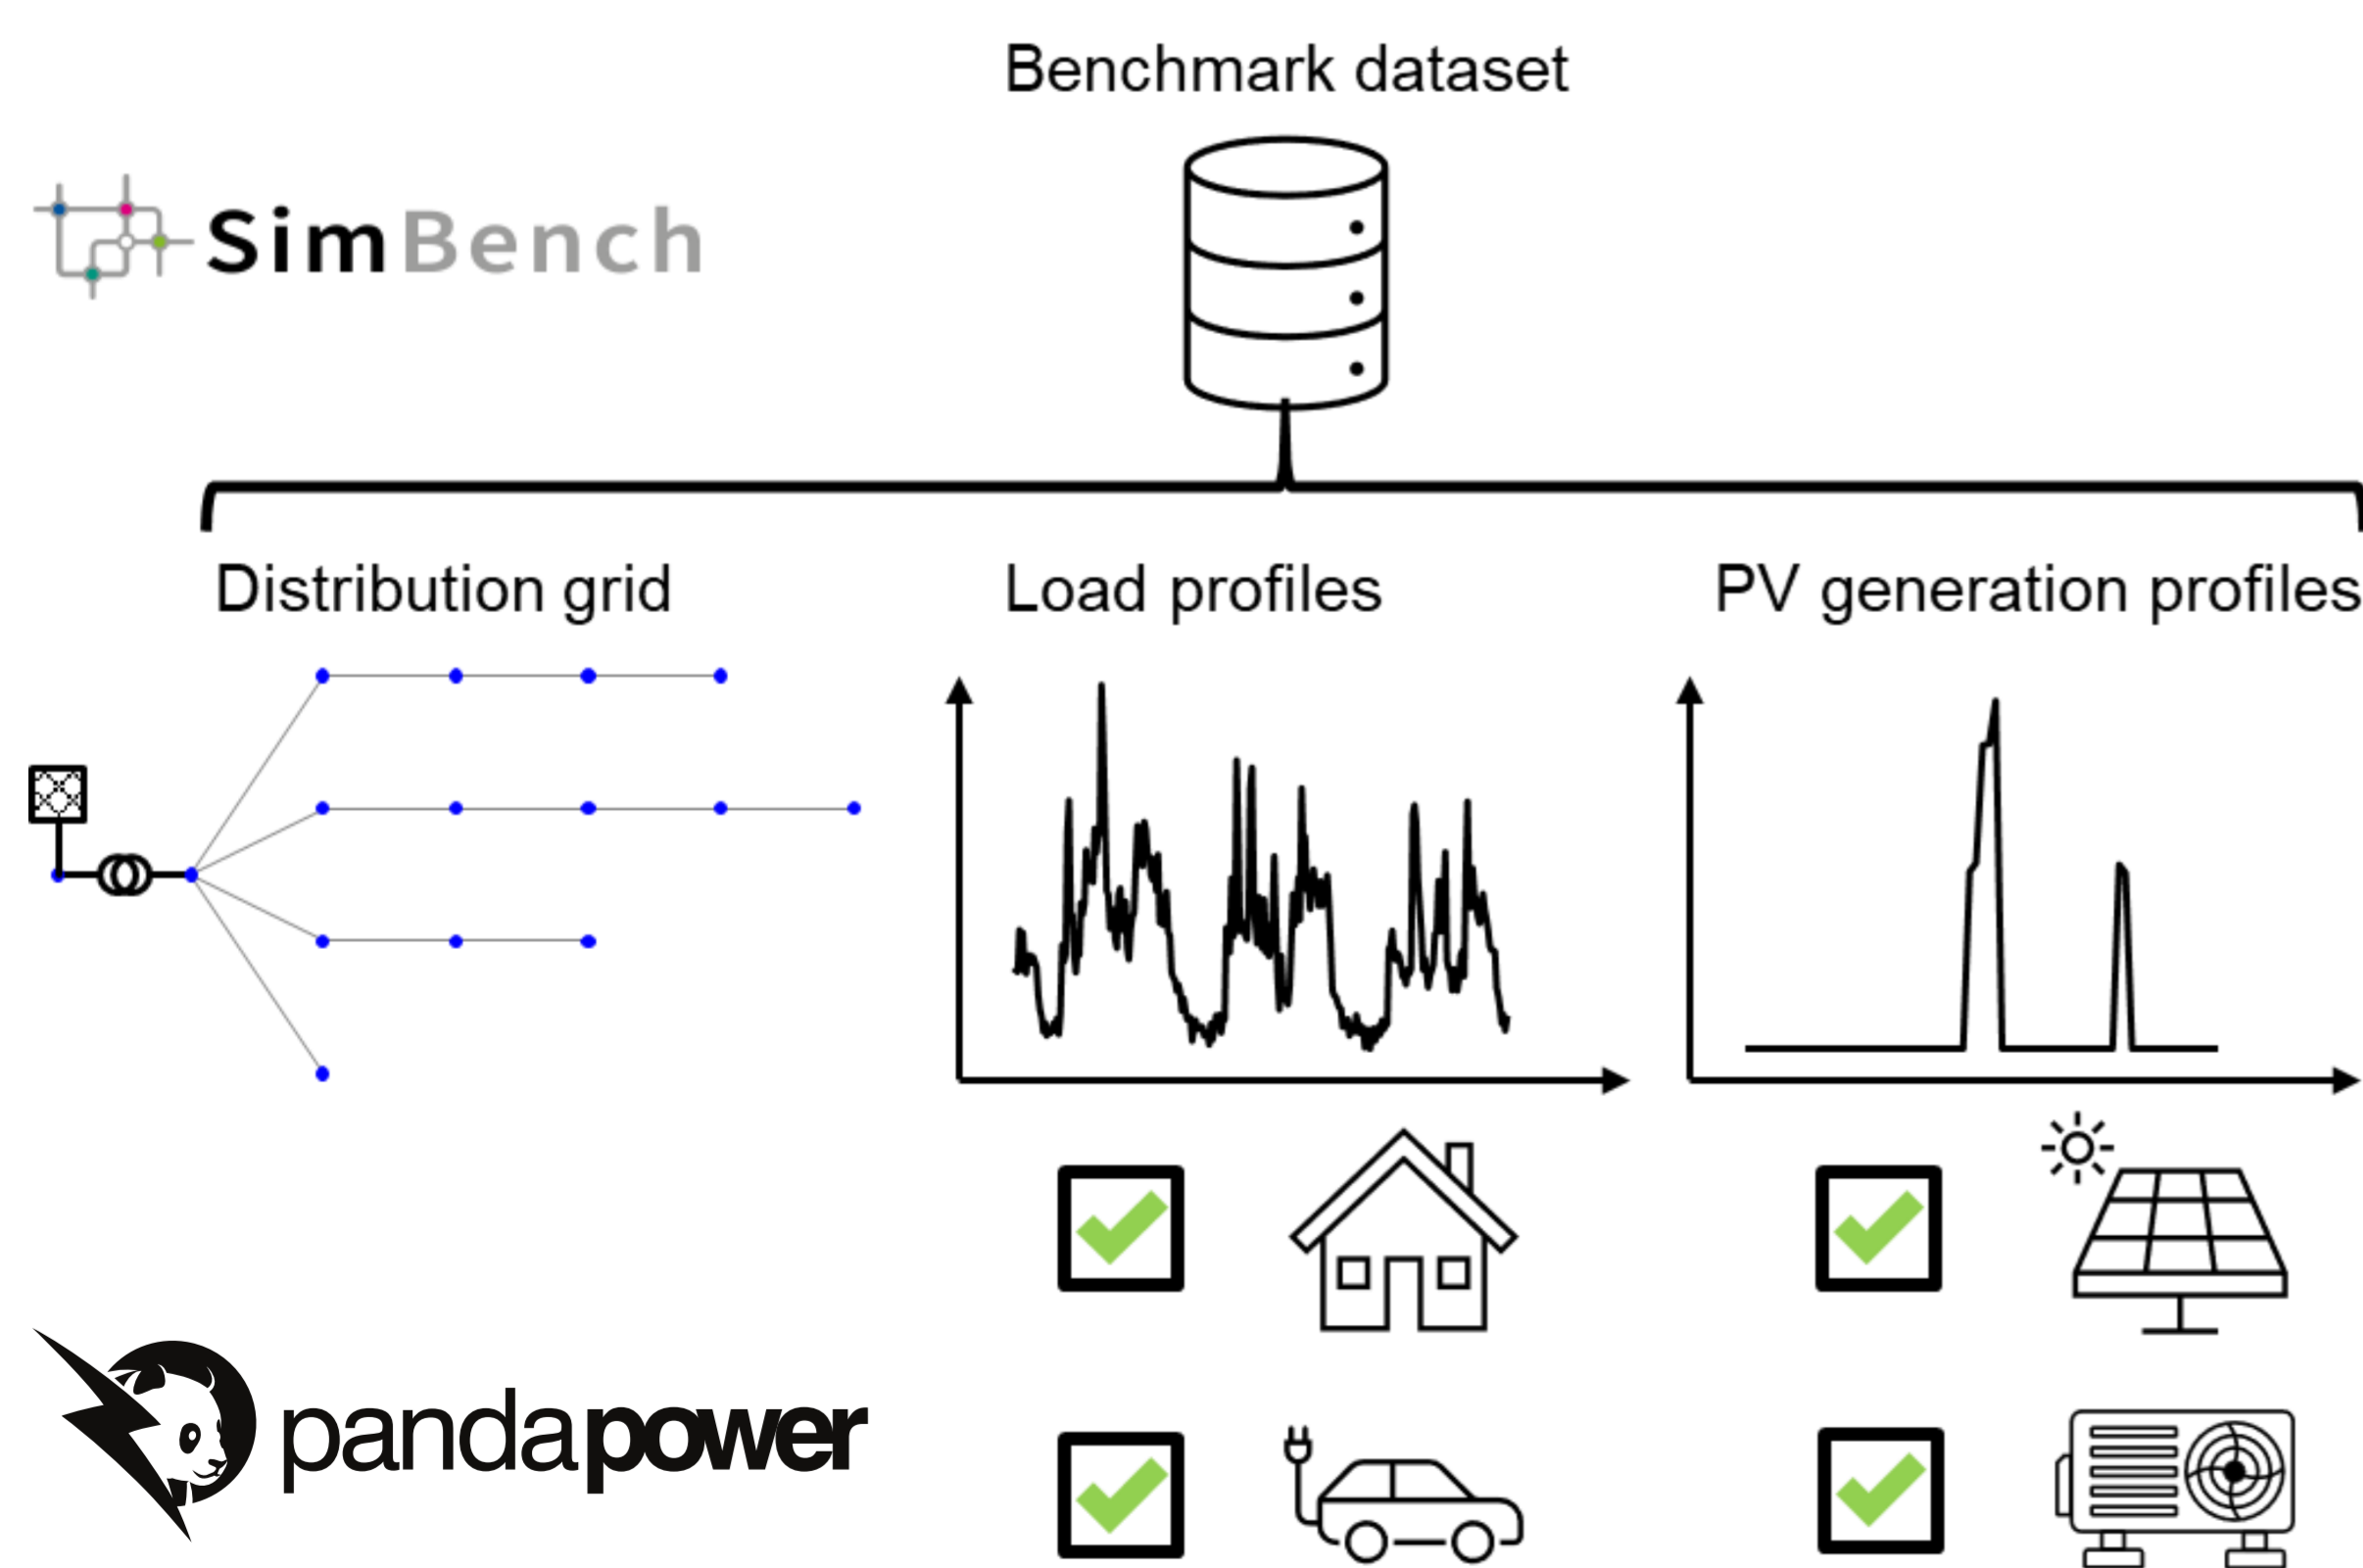 Benchmark dataset
SimBench
Distribution grid
Load profiles
PV generation profiles
pandapower